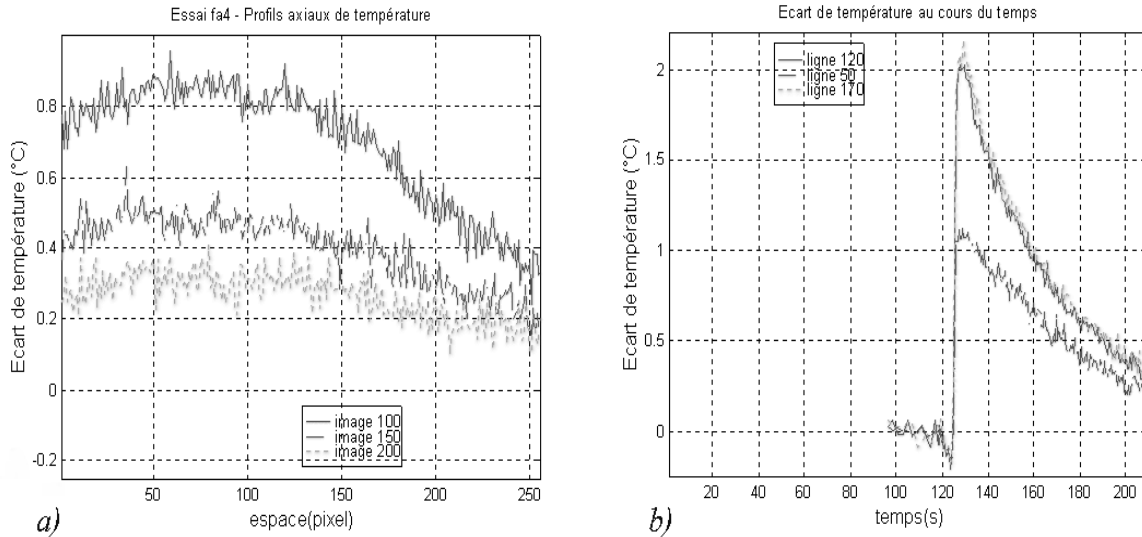 Essai fa4 - Profils axiaux de température
Ecart de température (°C)
0.8
0.6
0.4
0.2
0
-0.2
image 100
image 150
image 200
50 100 150 200 250
espace(pixel)
a)
Ecart de température au cours du temps
Ecart de température (°C)
2
1.5
1
0.5
0
ligne 120
ligne 50
ligne 170
20 40 60 80 100 120 140 160 180 200
temps(s)
b)